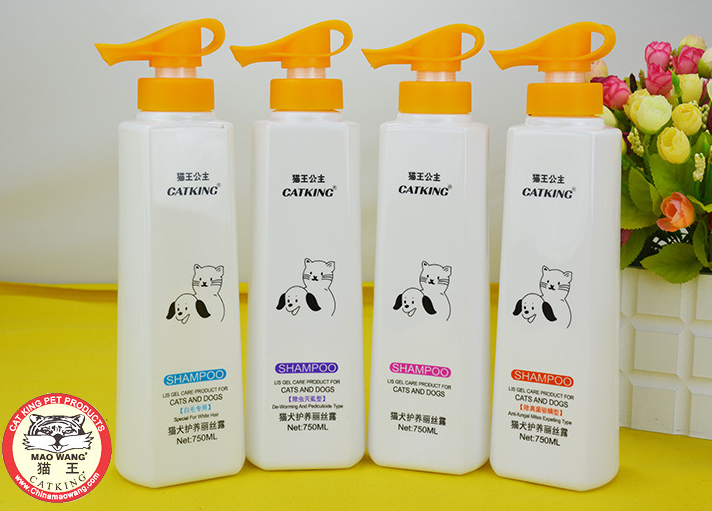 猫王公主
CATKING®
SHAMPOO
LIS GEL CARE PRODUCT FOR
CATS AND DOGS
【白毛专用】
Special For White Hair
猫犬护养丽丝露
Net:750ML
猫王公主
CATKING®
SHAMPOO
LIS GEL CARE PRODUCT FOR
CATS AND DOGS
【除虫灭虱型】
De-Worming And Pediculicide Type
猫犬护养丽丝露
Net:750ML
猫王公主
CATKING®
SHAMPOO
LIS GEL CARE PRODUCT FOR
CATS AND DOGS
猫犬护养丽丝露
Net:750ML
猫王公主
CATKING®
SHAMPOO
LIS GEL CARE PRODUCT FOR
CATS AND DOGS
【除真菌驱螨型】
Anti-fungal Mites Expelling Type
猫犬护养丽丝露
Net:750ML
CAT KING PET PRODUCTS
MAO WANG®
猫王
CATKING
www.Chinamaowang.com